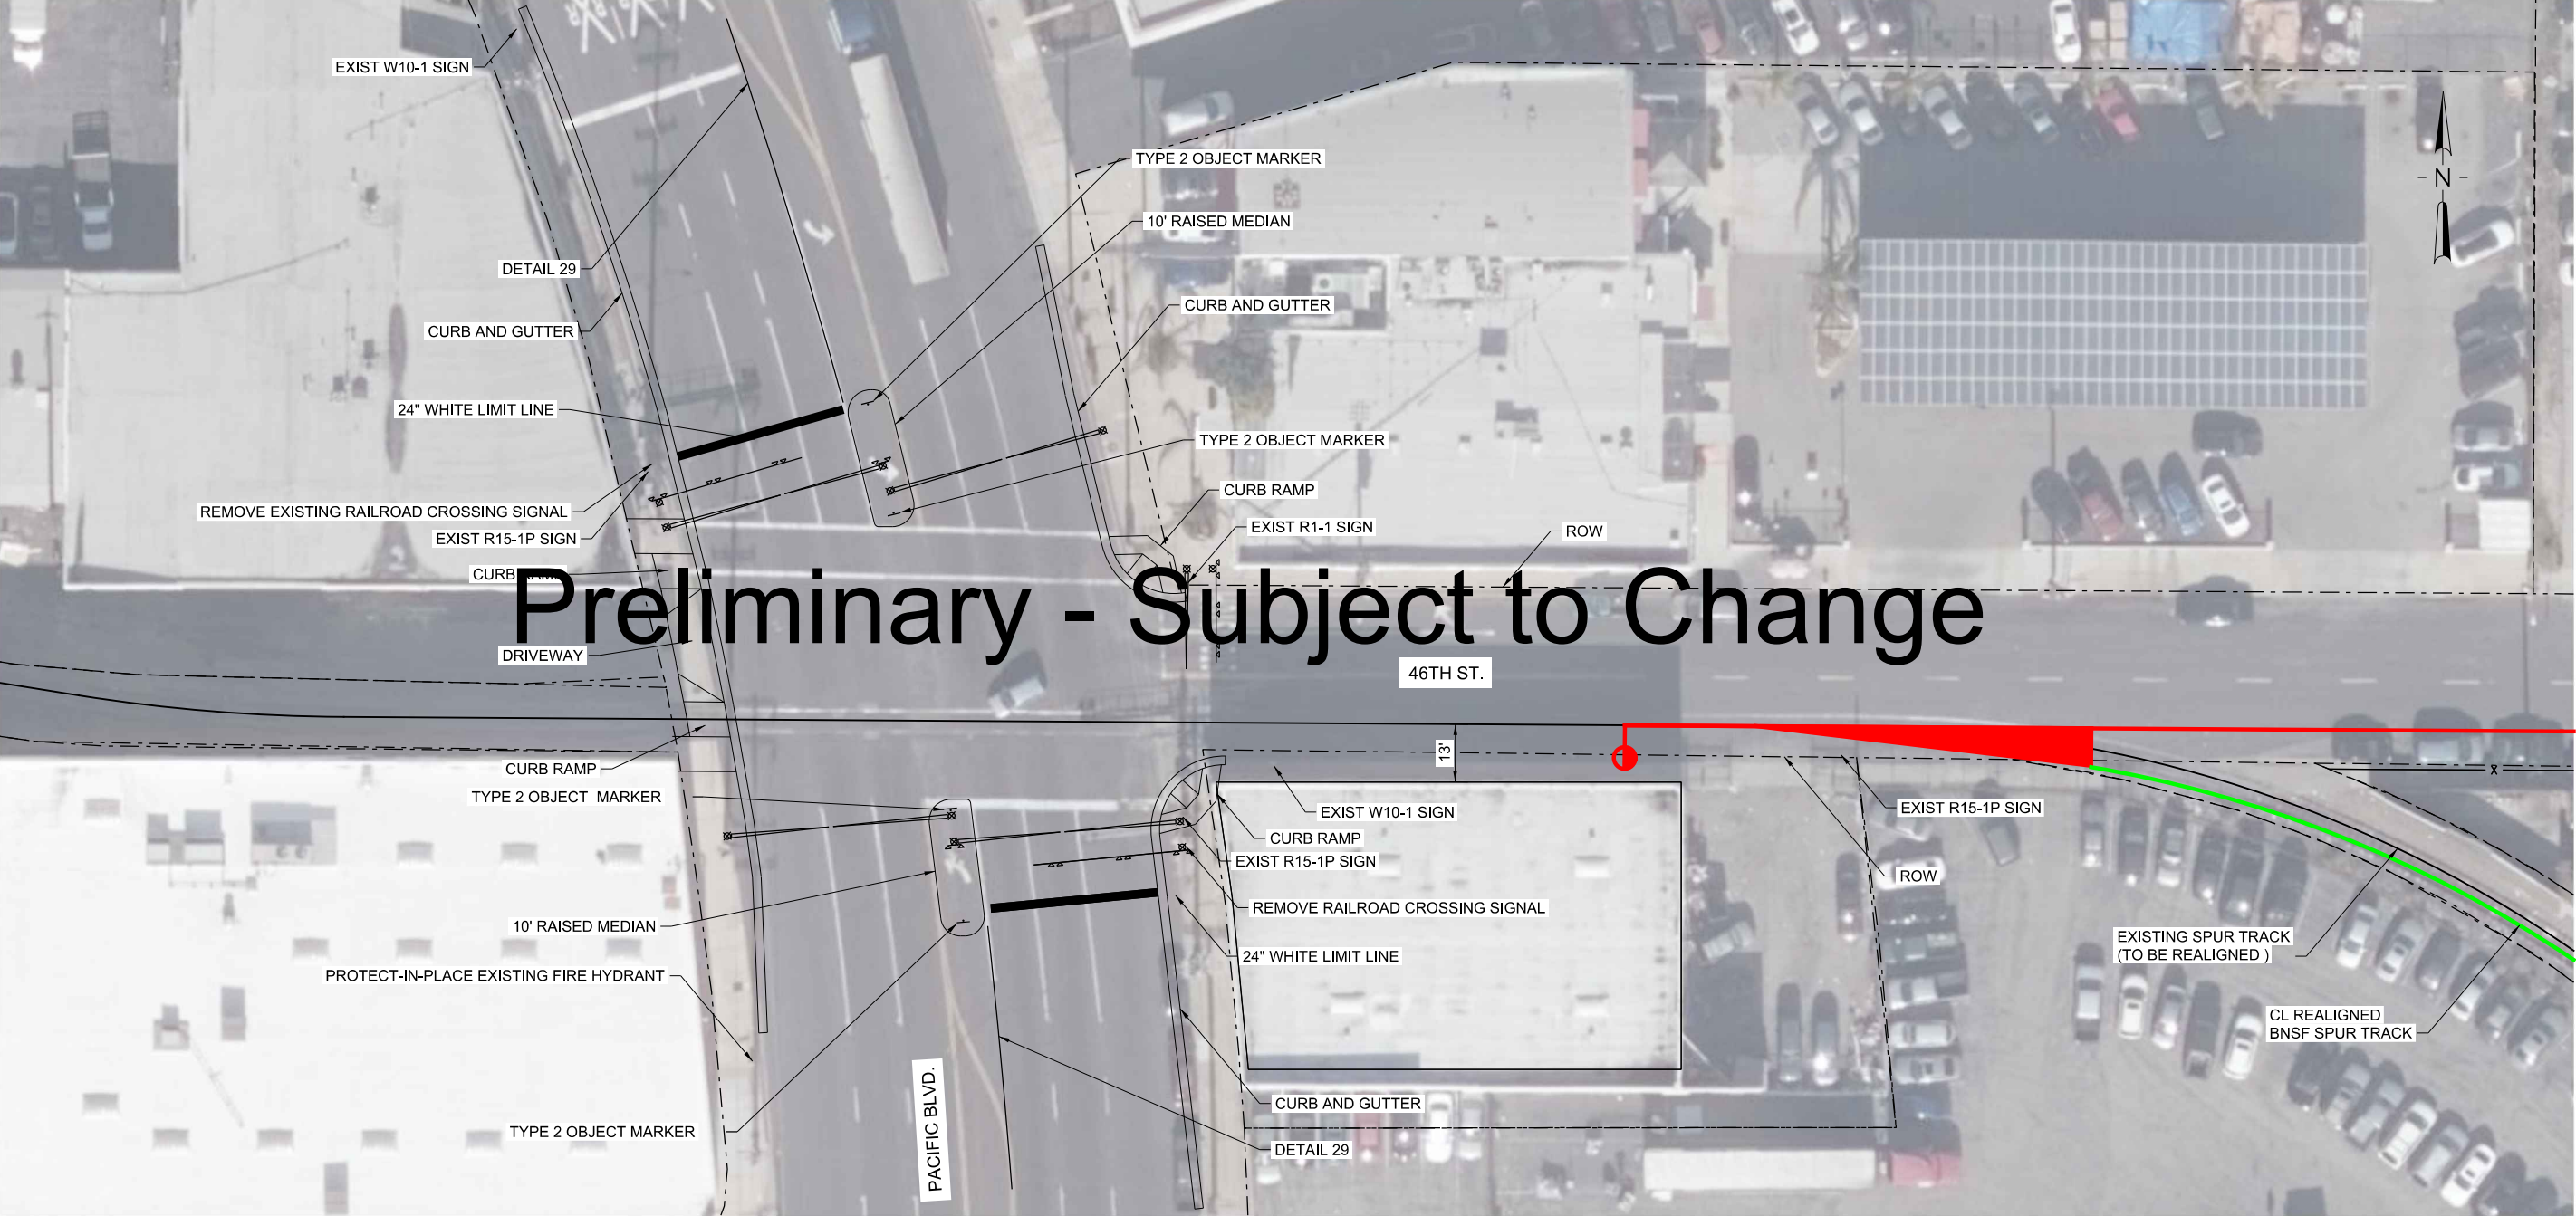 EXIST W10-1 SIGN
TYPE 2 OBJECT MARKER
10' RAISED MEDIAN
N
DETAIL 29
CURB AND GUTTER
CURB AND GUTTER
24" WHITE LIMIT LINE
TYPE 2 OBJECT MARKER
CURB RAMP
REMOVE EXISTING RAILROAD CROSSING SIGNAL
EXIST R1-1 SIGN
ROW
EXIST R15-1P SIGN
CURB RAMP
Preliminary - Subject to Change
DRIVEWAY
46TH ST.
13'
CURB RAMP
X
TYPE 2 OBJECT MARKER
EXIST W10-1 SIGN
EXIST R15-1P SIGN
CURB RAMP
EXIST R15-1P SIGN
ROW
REMOVE RAILROAD CROSSING SIGNAL
10' RAISED MEDIAN
24" WHITE LIMIT LINE
EXISTING SPUR TRACK
(TO BE REALIGNED )
PROTECT-IN-PLACE EXISTING FIRE HYDRANT
CL REALIGNED
BNSF SPUR TRACK
PACIFIC BLVD.
CURB AND GUTTER
TYPE 2 OBJECT MARKER
DETAIL 29